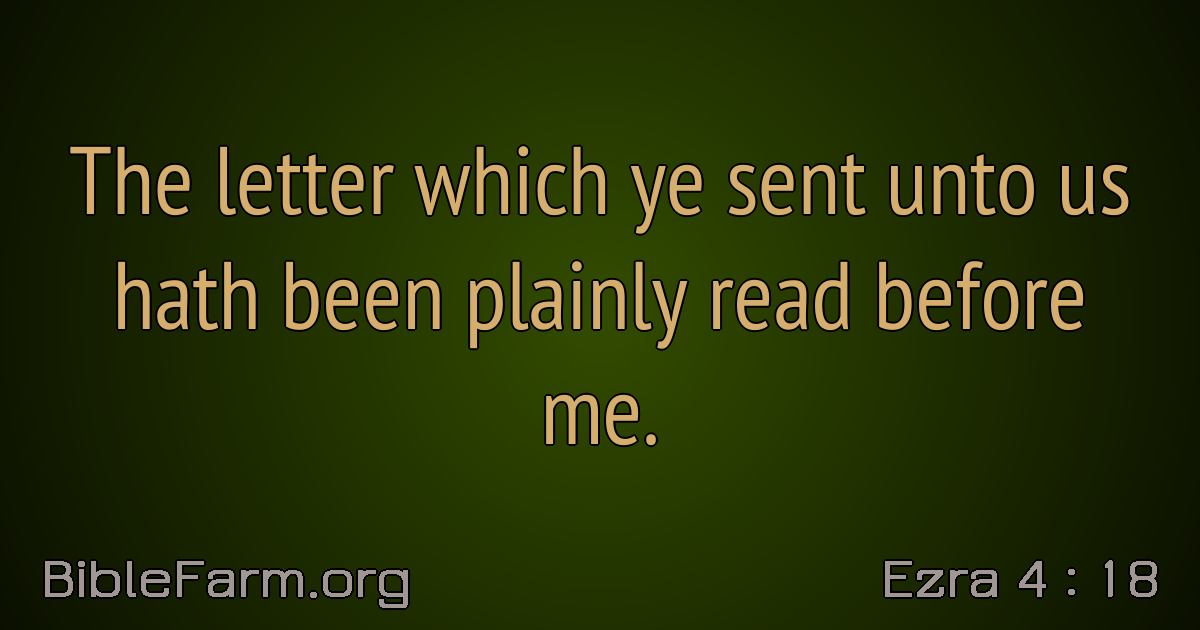 The letter which ye sent unto us
hath been plainly read before
me.
BibleFarm.org
Ezra 4 : 18